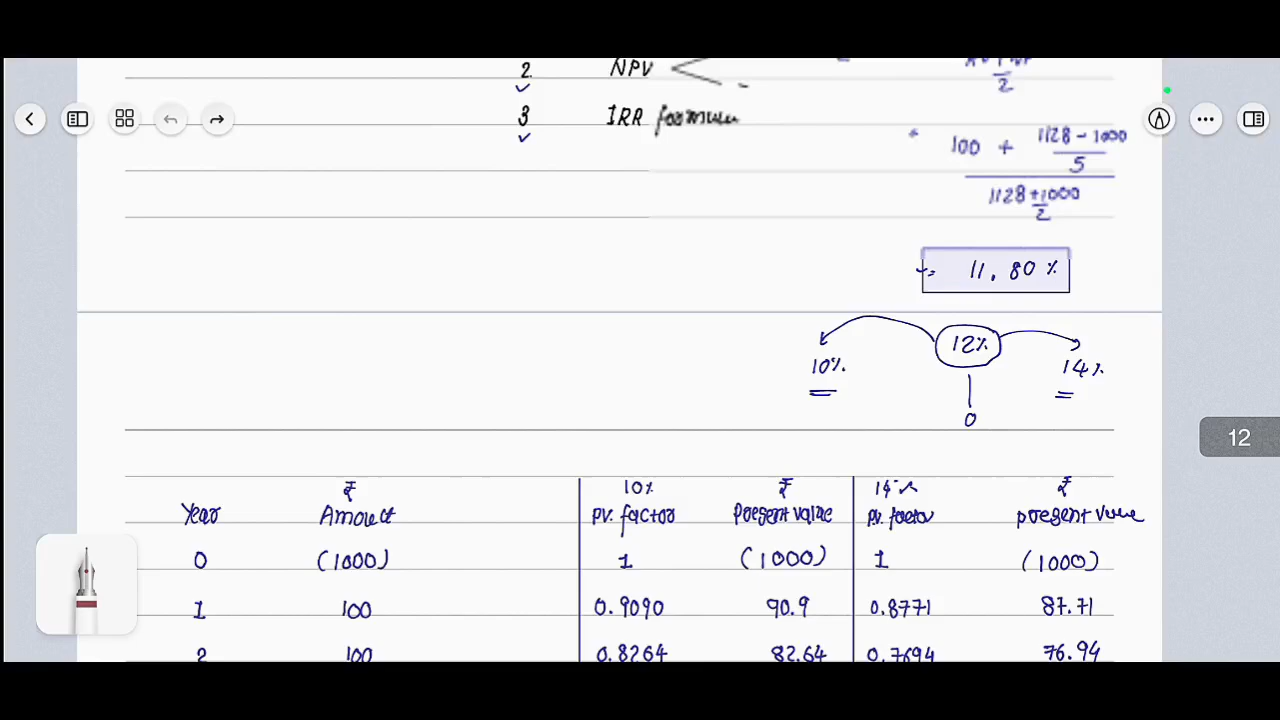 2 NPV
2
3 IRR formula
100 + 1128 - 1000
5
1128 + 1000
2
= 11.80 %
12%
10% 14%
0
₹ 10% ₹ 14% ₹
Year Amount pv. factor present value pv. factor present value
0 (1000) 1 (1000) 1 (1000)
1 100 0.9090 90.9 0.8771 87.71
2 100 0.8264 82.64 0.7694 76.94
12